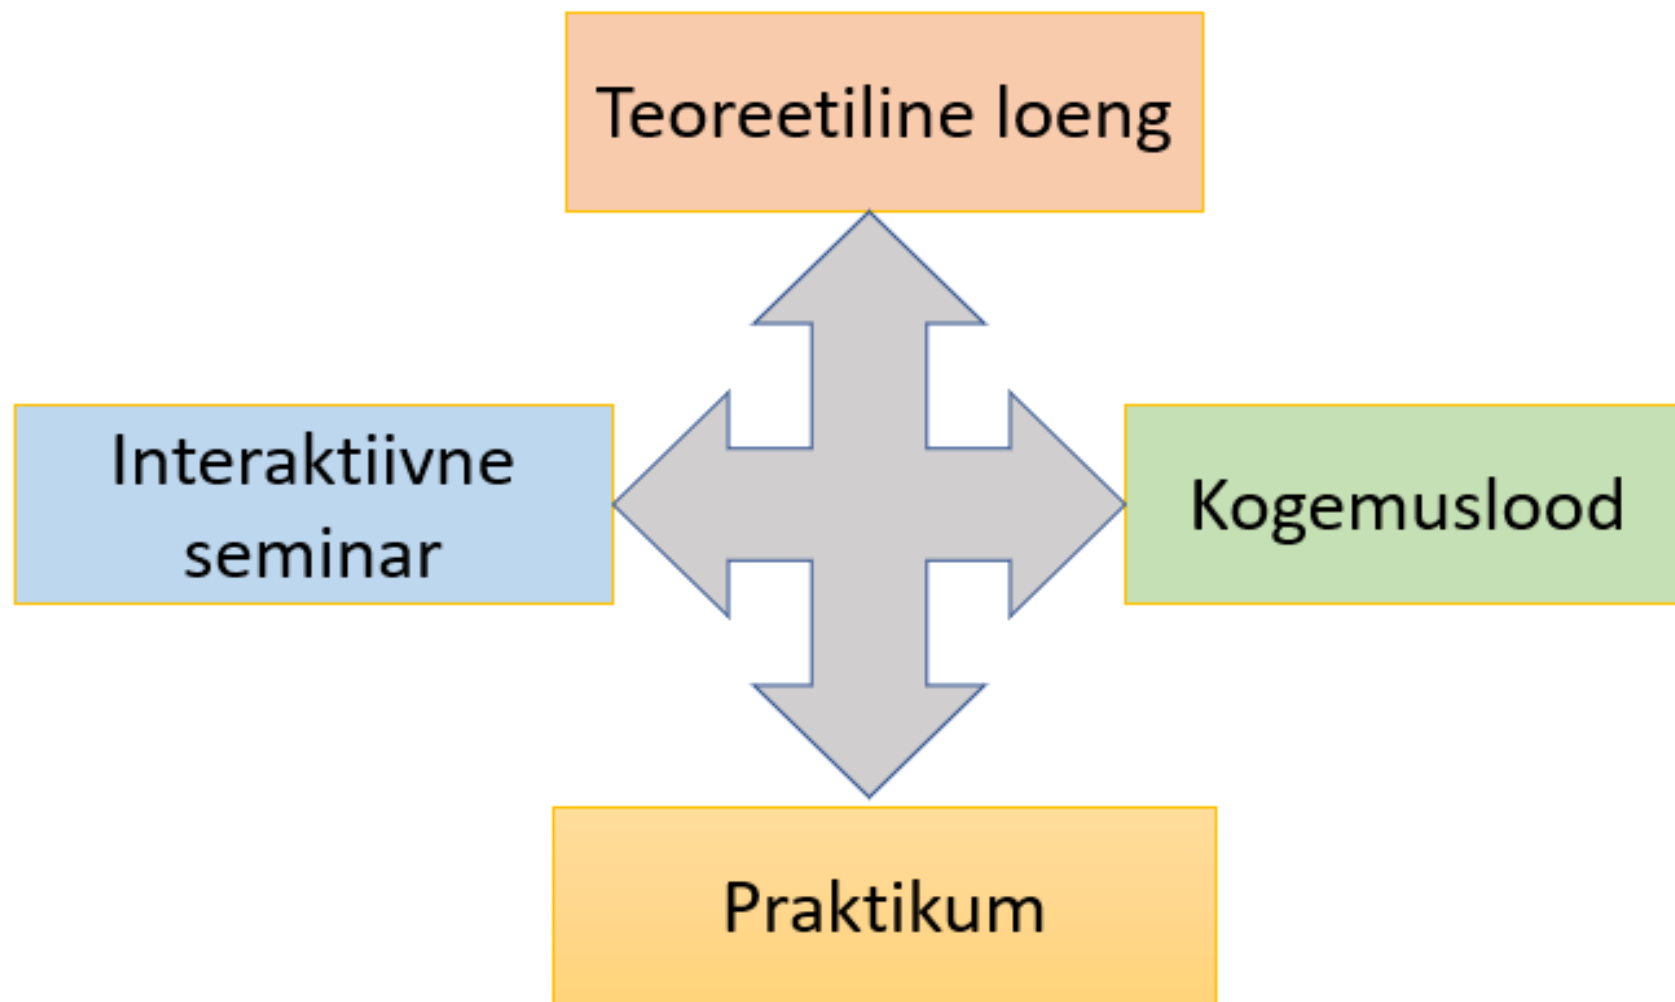 Teoreetiline loeng
Interaktiivne
seminar
Kogemuslood
Praktikum